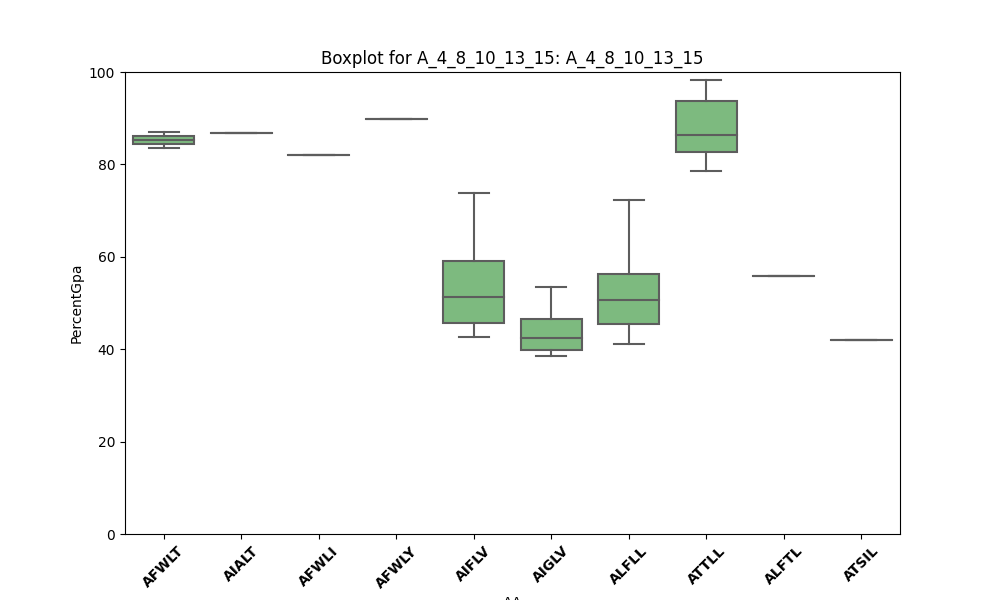 Boxplot for A_4_8_10_13_15: A_4_8_10_13_15
100
80
60
40
20
0
PercentGpa
AFWLT AIALT AFWLI AFWLY AIFLV AIGLV ALFLL ATTLL ALFTL ATSIL